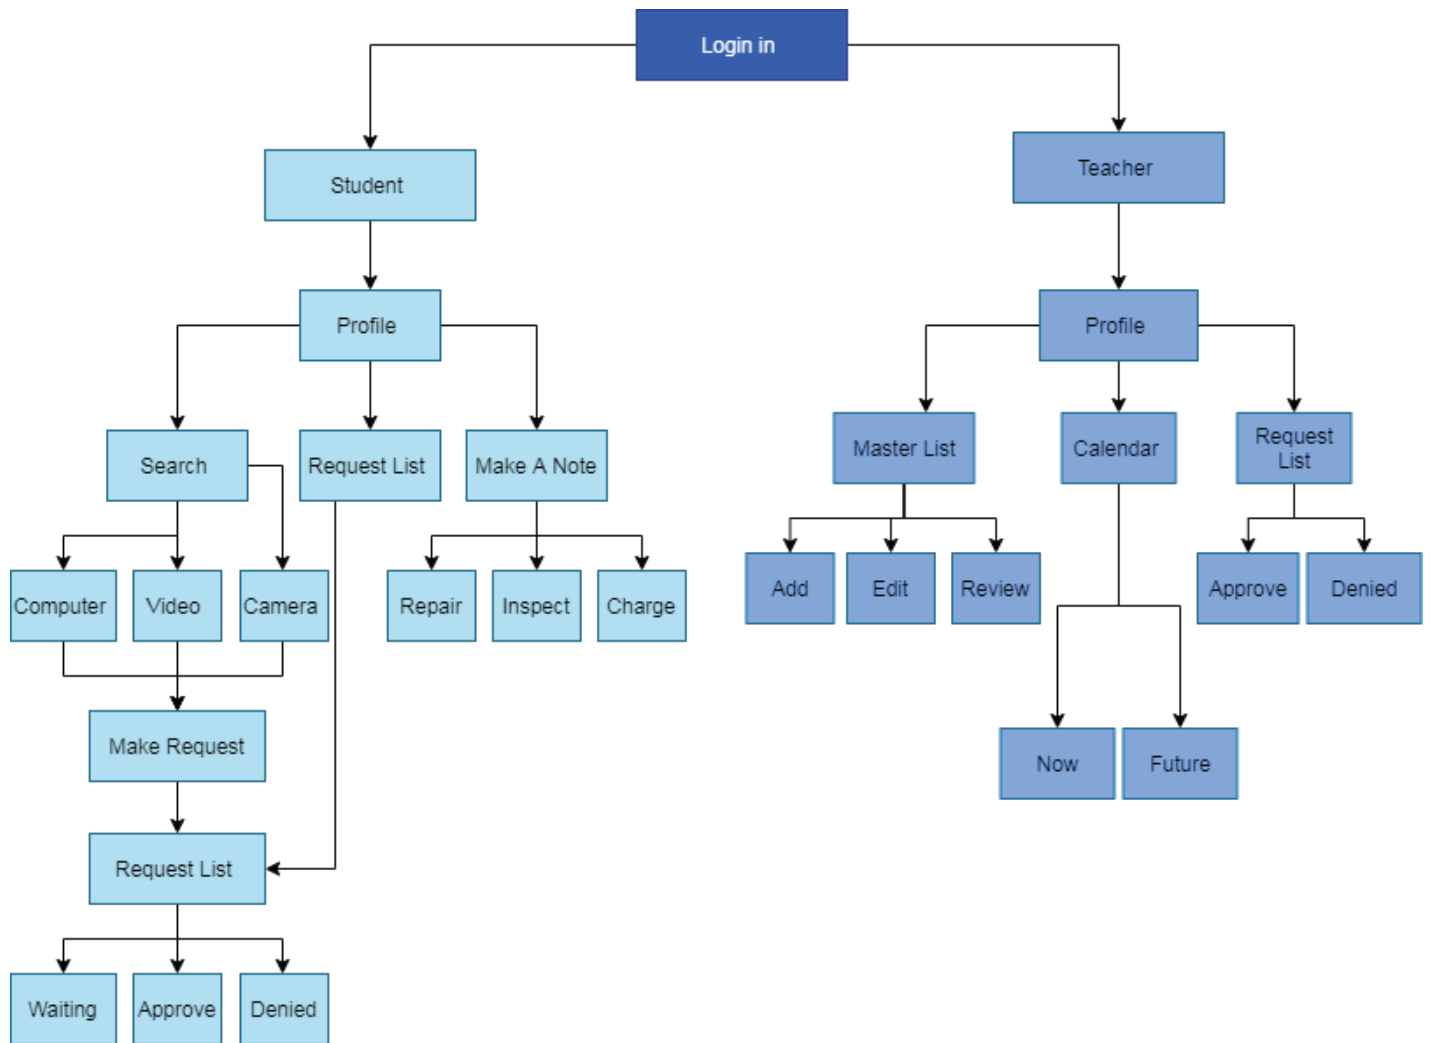 Login in
Student
Teacher
Profile
Profile
Search
Request List
Make A Note
Master List
Calendar
Request
List
Computer
Video
Camera
Repair
Inspect
Charge
Add
Edit
Review
Approve
Denied
Make Request
Now
Future
Request List
Waiting
Approve
Denied